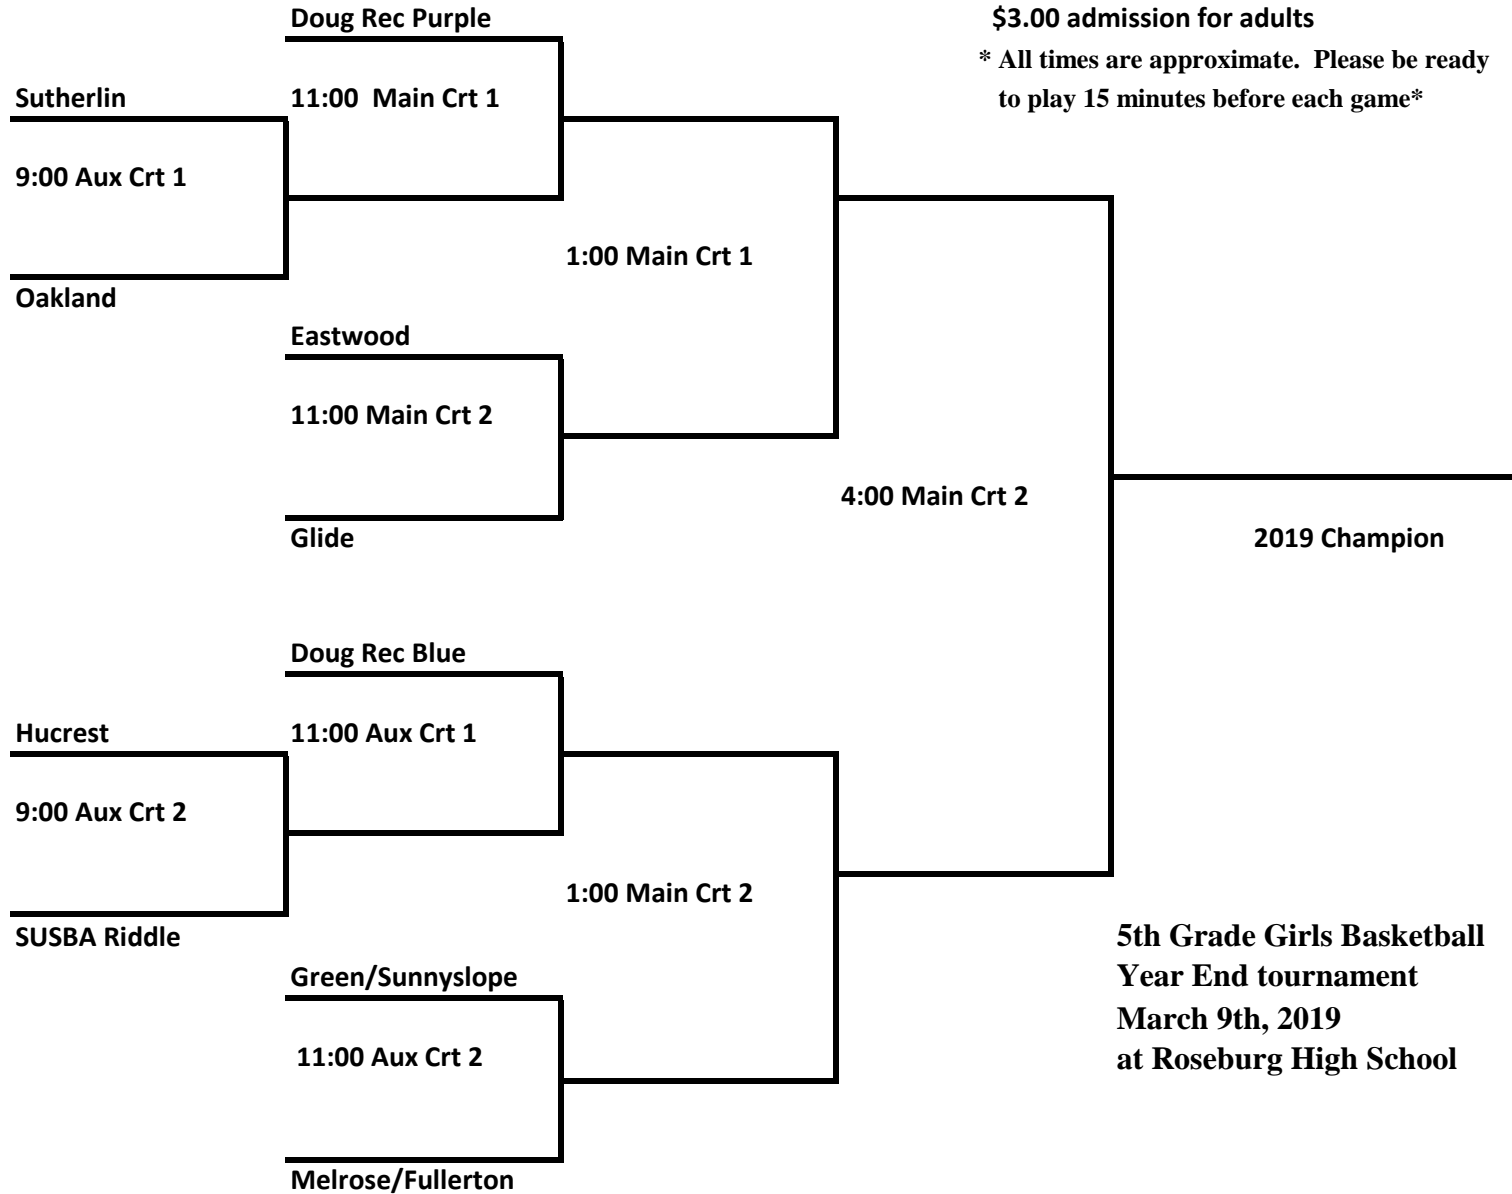 Doug Rec Purple
$3.00 admission for adults
* All times are approximate. Please be ready
to play 15 minutes before each game*
Sutherlin
11:00 Main Crt 1
9:00 Aux Crt 1
1:00 Main Crt 1
Oakland
Eastwood
11:00 Main Crt 2
4:00 Main Crt 2
Glide
2019 Champion
Doug Rec Blue
Hucrest
11:00 Aux Crt 1
9:00 Aux Crt 2
1:00 Main Crt 2
SUSBA Riddle
5th Grade Girls Basketball
Year End tournament
March 9th, 2019
at Roseburg High School
Green/Sunnyslope
11:00 Aux Crt 2
Melrose/Fullerton